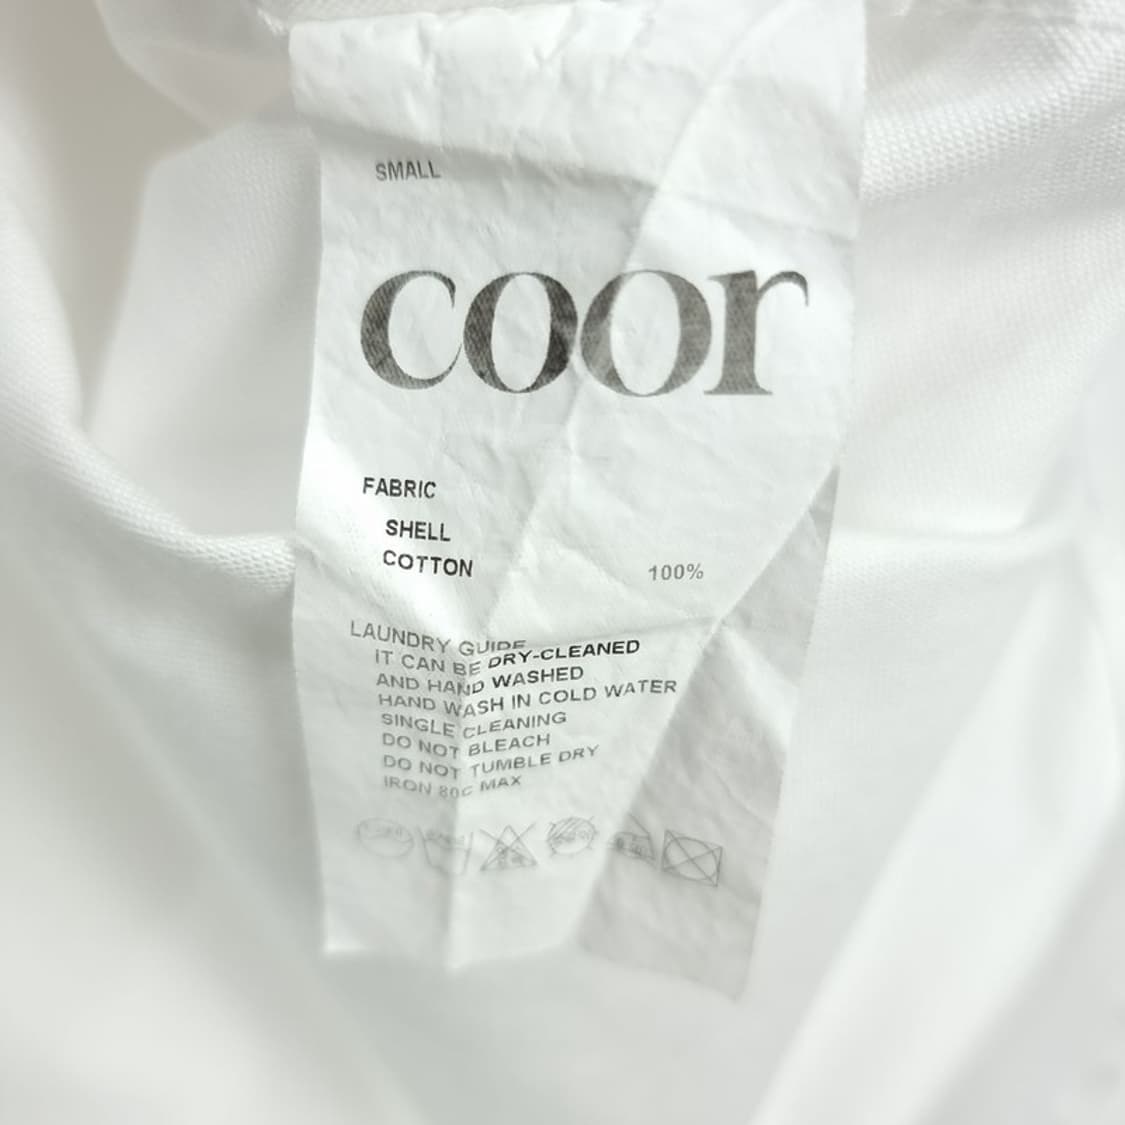 SMALL
coor
FABRIC
SHELL
COTTON 100%
LAUNDRY GUIDE
IT CAN BE DRY-CLEANED
AND HAND WASHED
HAND WASH IN COLD WATER
SINGLE CLEANING
DO NOT BLEACH
DO NOT TUMBLE DRY
IRON 80C MAX